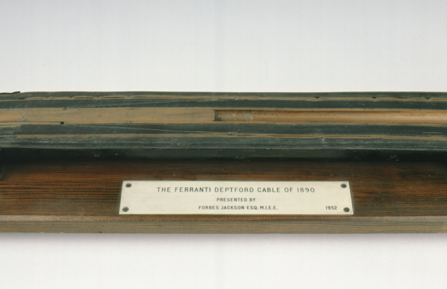 THE FERRANTI DEPTFORD CABLE OF 1890
PRESENTED BY
FORBES JACKSON ESQ, M.I.E.E. 1952